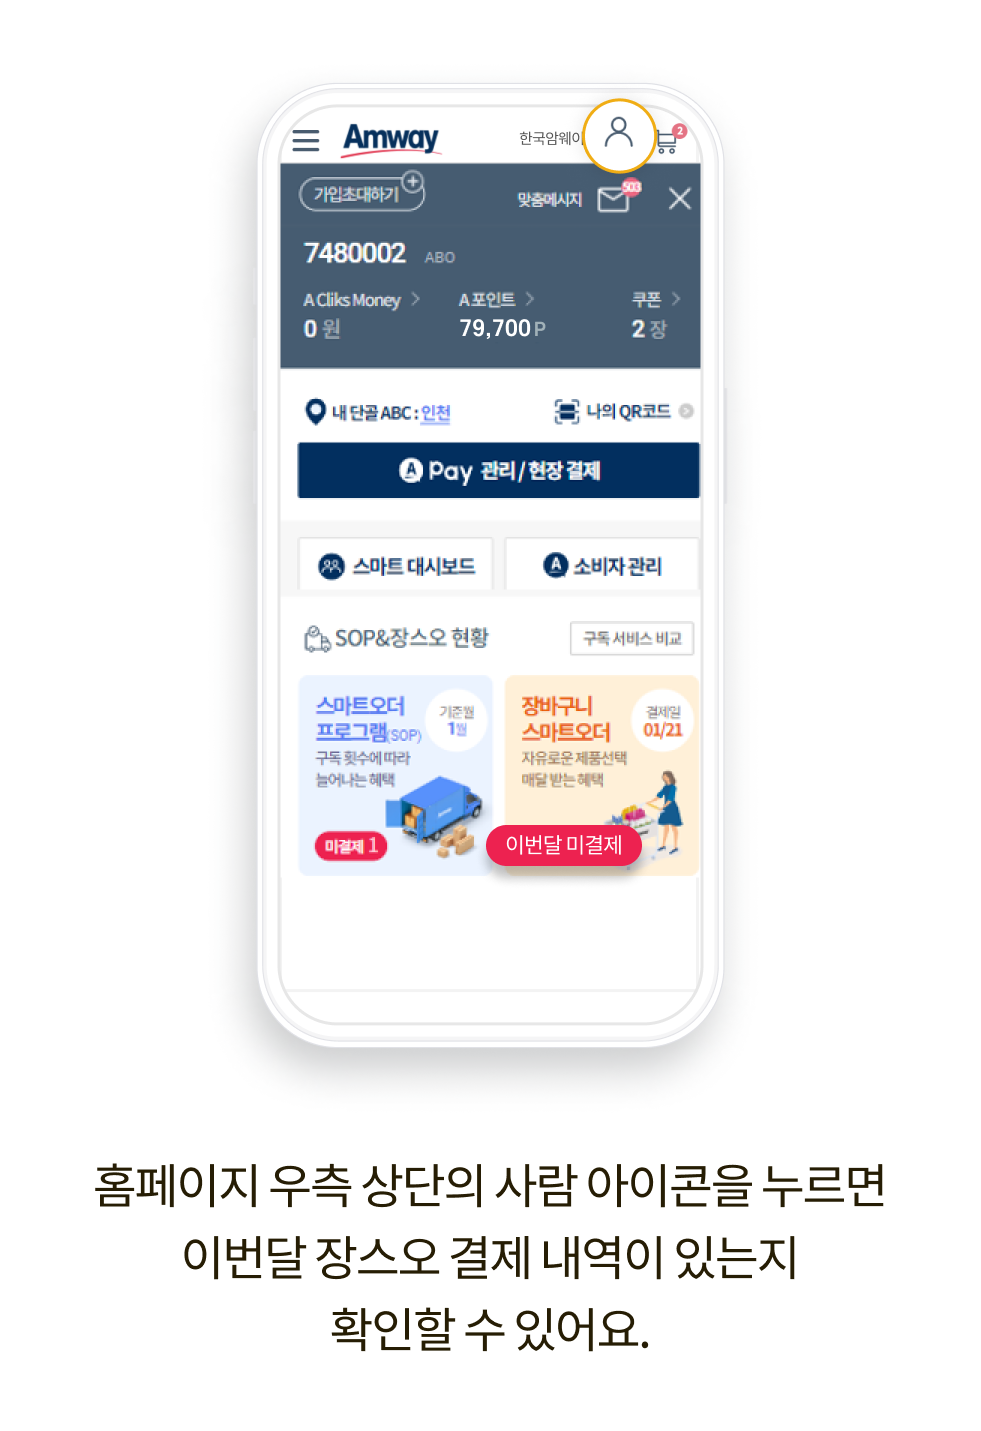 Amway
한국암웨이
2
가입초대하기
맞춤메시지
503
7480002 ABO
A Cliks Money
A 포인트
쿠폰
0 원
79,700 P
2 장
내 단골 ABC : 인천
나의 QR코드
A Pay 관리 / 현장 결제
스마트 대시보드
A 소비자 관리
SOP&장스오 현황
구독 서비스 비교
스마트오더
프로그램(SOP)
구독 횟수에 따라
늘어나는 혜택
기준월
1월
미결제 1
장바구니
스마트오더
자유로운 제품선택
매달 받는 혜택
결제일
01/21
이번달 미결제
홈페이지 우측 상단의 사람 아이콘을 누르면
이번달 장스오 결제 내역이 있는지
확인할 수 있어요.